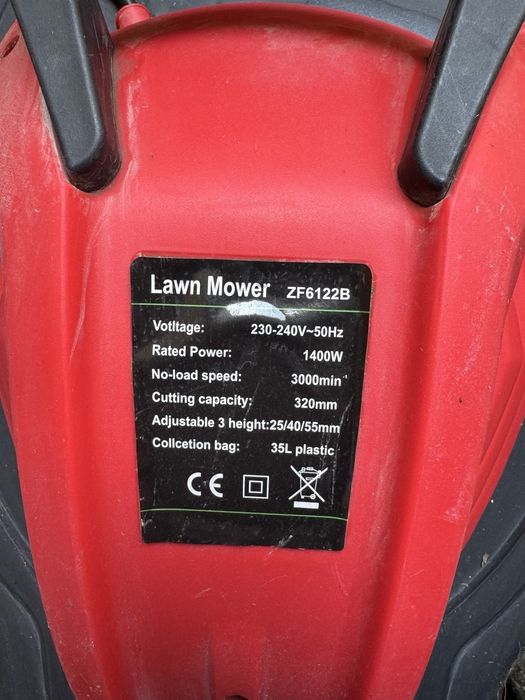 Lawn Mower ZF6122B
Votltage: 230-240V~50Hz
Rated Power: 1400W
No-load speed: 3000min⁻¹
Cutting capacity: 320mm
Adjustable 3 height:25/40/55mm
Collcetion bag: 35L plastic
CE